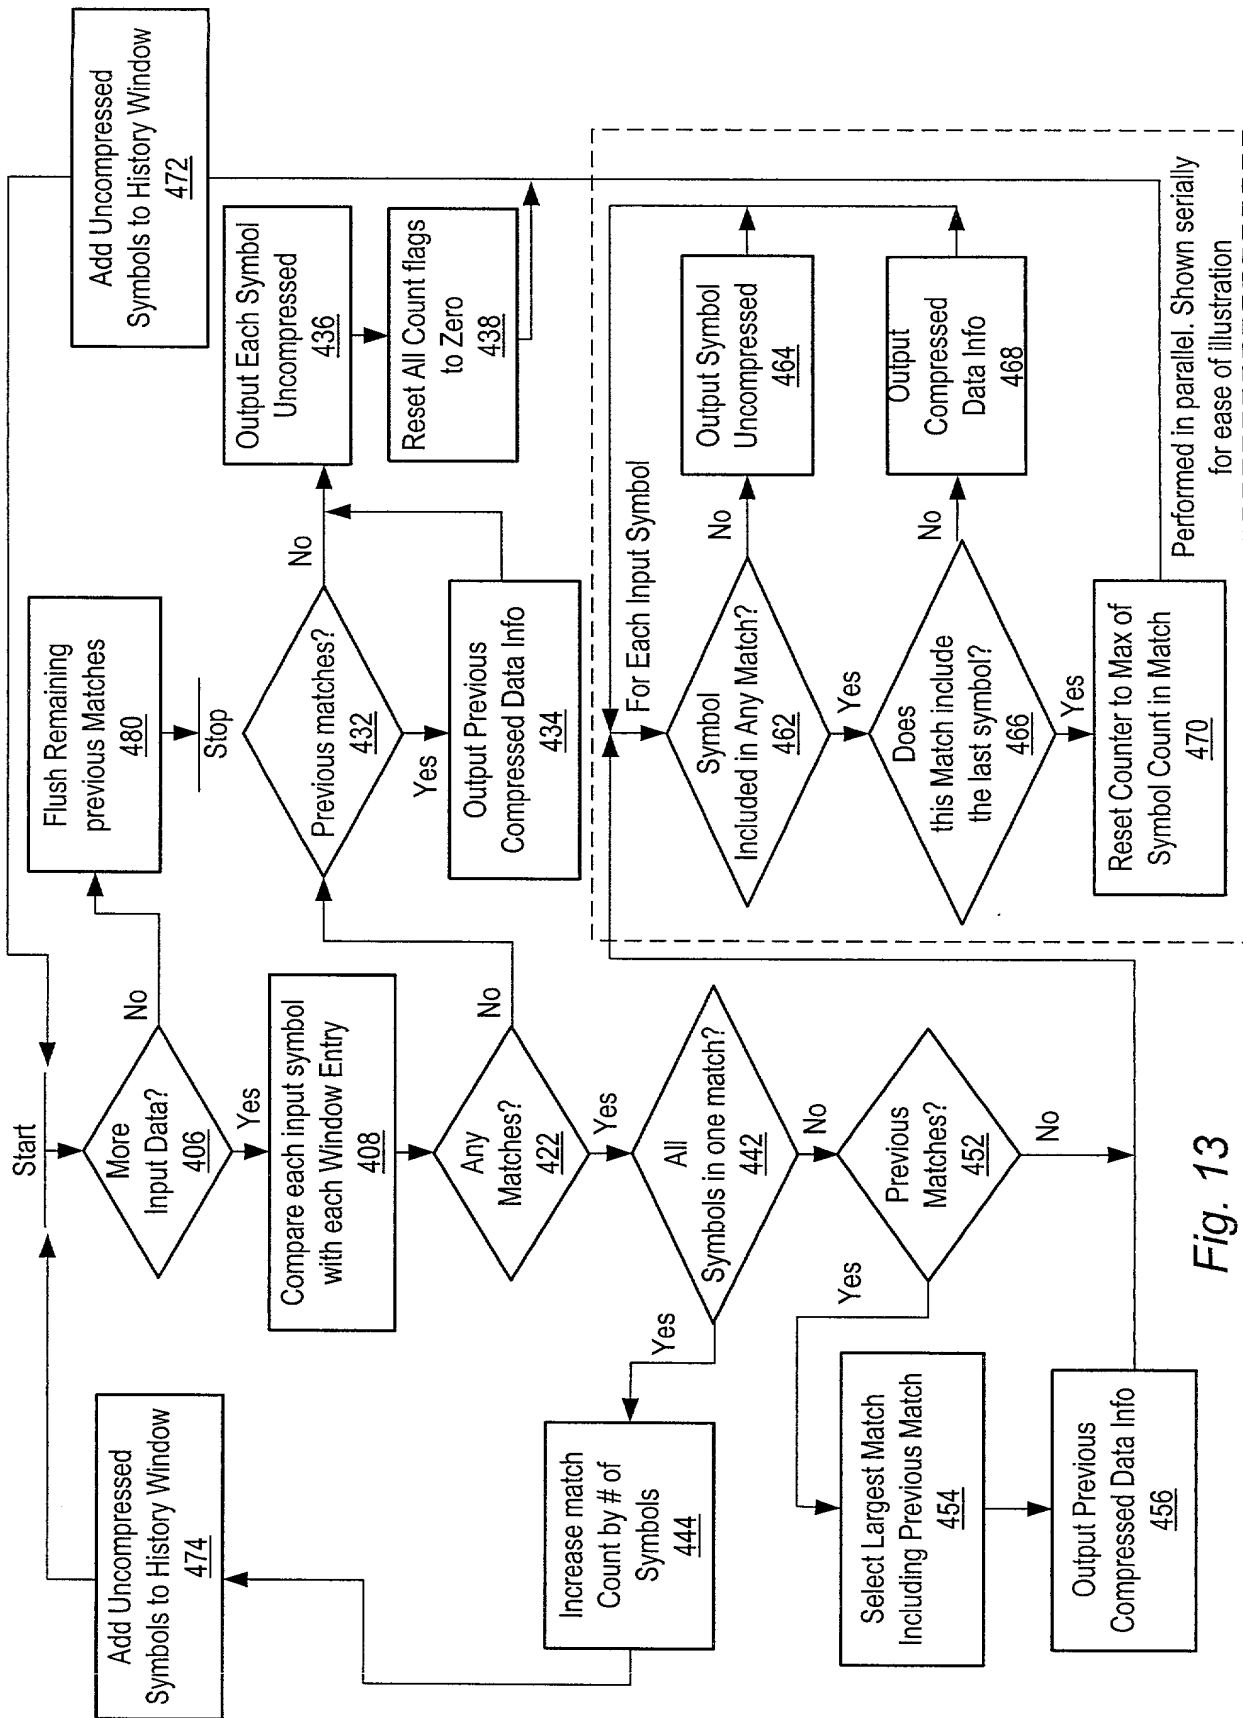 Add Uncompressed
Symbols to History Window
474
Start
More
Input Data?
406
No
Yes
Flush Remaining
previous Matches
480
Stop
Add Uncompressed
Symbols to History Window
472
Compare each input symbol
with each Window Entry
408
Any
Matches?
422
No
Yes
Previous matches?
432
No
Yes
Output Each Symbol
Uncompressed
436
Reset All Count flags
to Zero
438
Output Previous
Compressed Data Info
434
All
Symbols in one match?
442
Yes
No
Increase match
Count by # of
Symbols
444
Previous
Matches?
452
Yes
No
Select Largest Match
Including Previous Match
454
Output Previous
Compressed Data Info
456
For Each Input Symbol
Symbol
Included in Any Match?
462
No
Yes
Output Symbol
Uncompressed
464
Does
this Match include
the last symbol?
466
No
Yes
Output
Compressed
Data Info
468
Reset Counter to Max of
Symbol Count in Match
470
Performed in parallel. Shown serially
for ease of illustration
Fig. 13